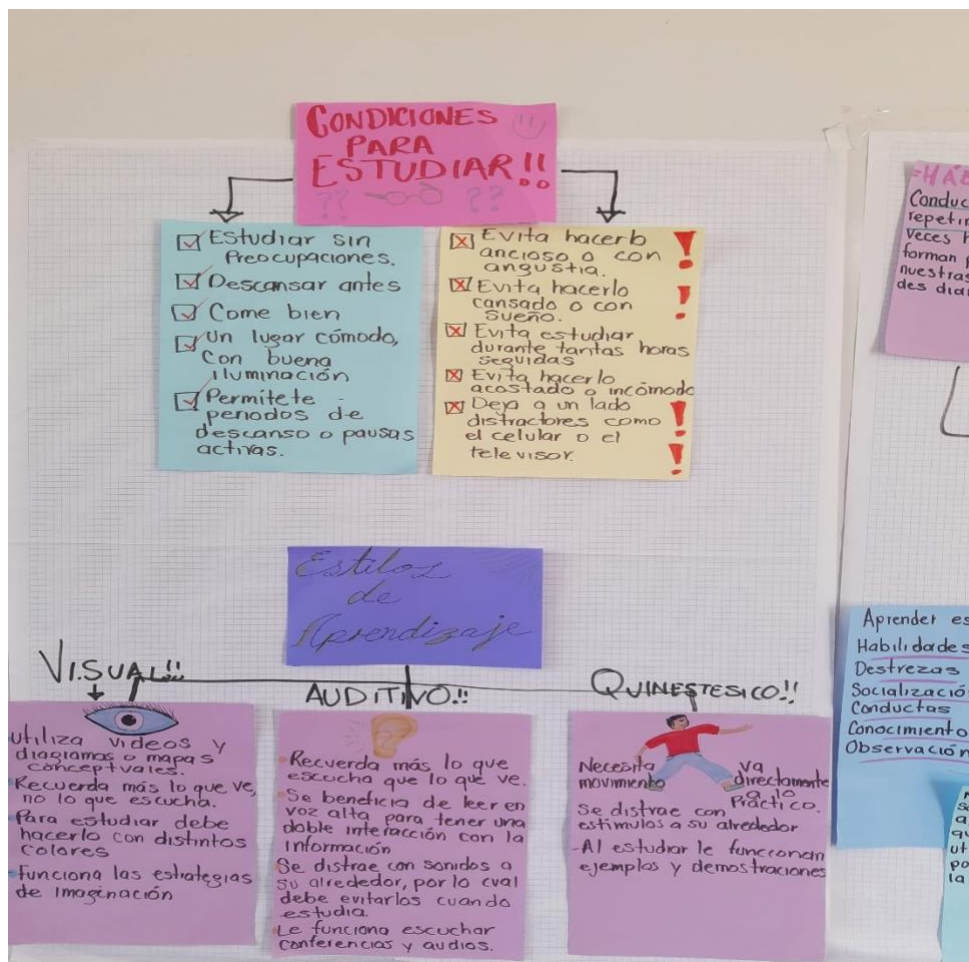 CONDICIONES
PARA
ESTUDIAR!!
?? ??
Estudiar sin
Preocupaciones.
Descansar antes
Come bien
Un lugar cómodo,
con buena
iluminación
Permitete
periodos de
descanso o pausas
activas.
Evita hacerlo
ancioso o con
angustia.
Evita hacerlo
cansado o con
sueño.
Evita estudiar
durante tantas horas
seguidas
Evita hacerlo
acostado o incómodo
Deja a un lado
distractores como
el celular o el
televisor.
Estilos
de
Aprendizaje
VISUAL!!
utiliza videos y
diagramas o mapas
conceptuales.
Recuerda más lo que ve,
no lo que escucha.
Para estudiar debe
hacerlo con distintos
colores
funciona las estrategias
de imaginación
AUDITIVO!!
Recuerda más lo que
escucha que lo que ve.
Se beneficia de leer en
voz alta para tener una
doble interacción con la
información
Se distrae con sonidos a
su alrededor, por lo cual
debe evitarlos cuando
estudia.
Le funciona escuchar
conferencias y audios.
QUINESTESICO!!
Necesita
movimiento
va
directamente
a lo
Práctico.
Se distrae con
estimulos a su alrededor
-Al estudiar le funcionan
ejemplos y demostraciones
Conduc
repetir
veces
forman
nuestras
des
Aprender es
Habilidades
Destrezas
Socialización
Conductas
Conocimiento
Observación